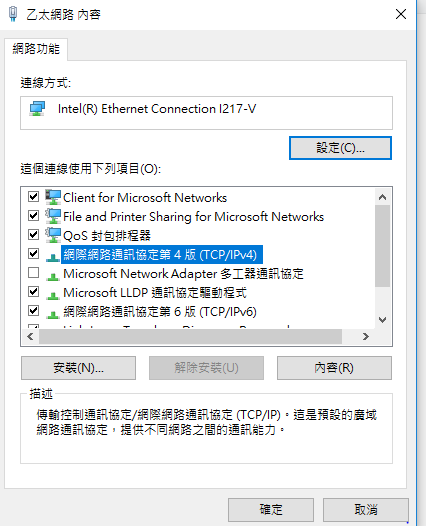 乙太網路 內容
網路功能
連線方式:
Intel(R) Ethernet Connection I217-V
設定(C)...
這個連線使用下列項目(O):
Client for Microsoft Networks
File and Printer Sharing for Microsoft Networks
QoS 封包排程器
網際網路通訊協定第 4 版 (TCP/IPv4)
Microsoft Network Adapter 多工器通訊協定
Microsoft LLDP 通訊協定驅動程式
網際網路通訊協定第 6 版 (TCP/IPv6)
安裝(N)...
解除安裝(U)
內容(R)
描述
傳輸控制通訊協定/網際網路通訊協定 (TCP/IP)。這是預設的廣域
網路通訊協定，提供不同網路之間的通訊能力。
確定
取消